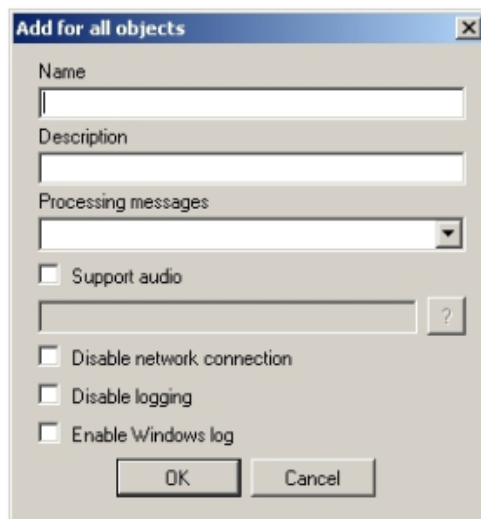 Add for all objects
Name
Description
Processing messages
Support audio
?
Disable network connection
Disable logging
Enable Windows log
OK Cancel